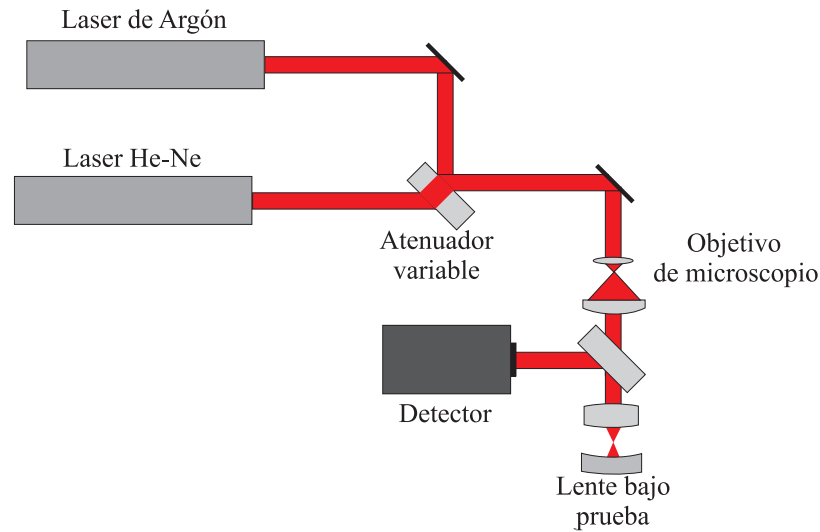 Laser de Argón
Laser He-Ne
Atenuador
variable
Objetivo
de microscopio
Detector
Lente bajo
prueba